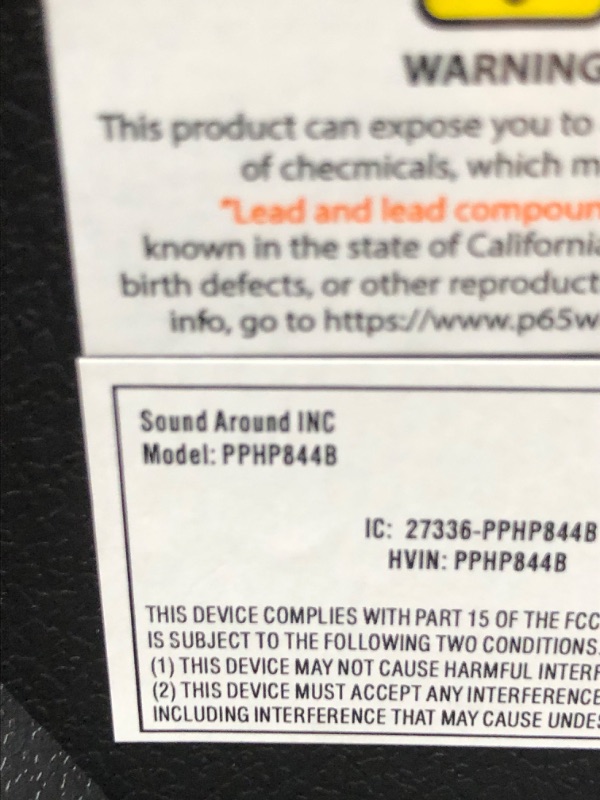 WARNING
This product can expose you to
of checmicals, which m
"Lead and lead compoun
known in the state of California
birth defects, or other reproduct
info, go to https://www.p65w
Sound Around INC
Model: PPHP844B
IC: 27336-PPHP844B
HVIN: PPHP844B
THIS DEVICE COMPLIES WITH PART 15 OF THE FCC
IS SUBJECT TO THE FOLLOWING TWO CONDITIONS.
(1) THIS DEVICE MAY NOT CAUSE HARMFUL INTERF
(2) THIS DEVICE MUST ACCEPT ANY INTERFERENCE
INCLUDING INTERFERENCE THAT MAY CAUSE UNDES